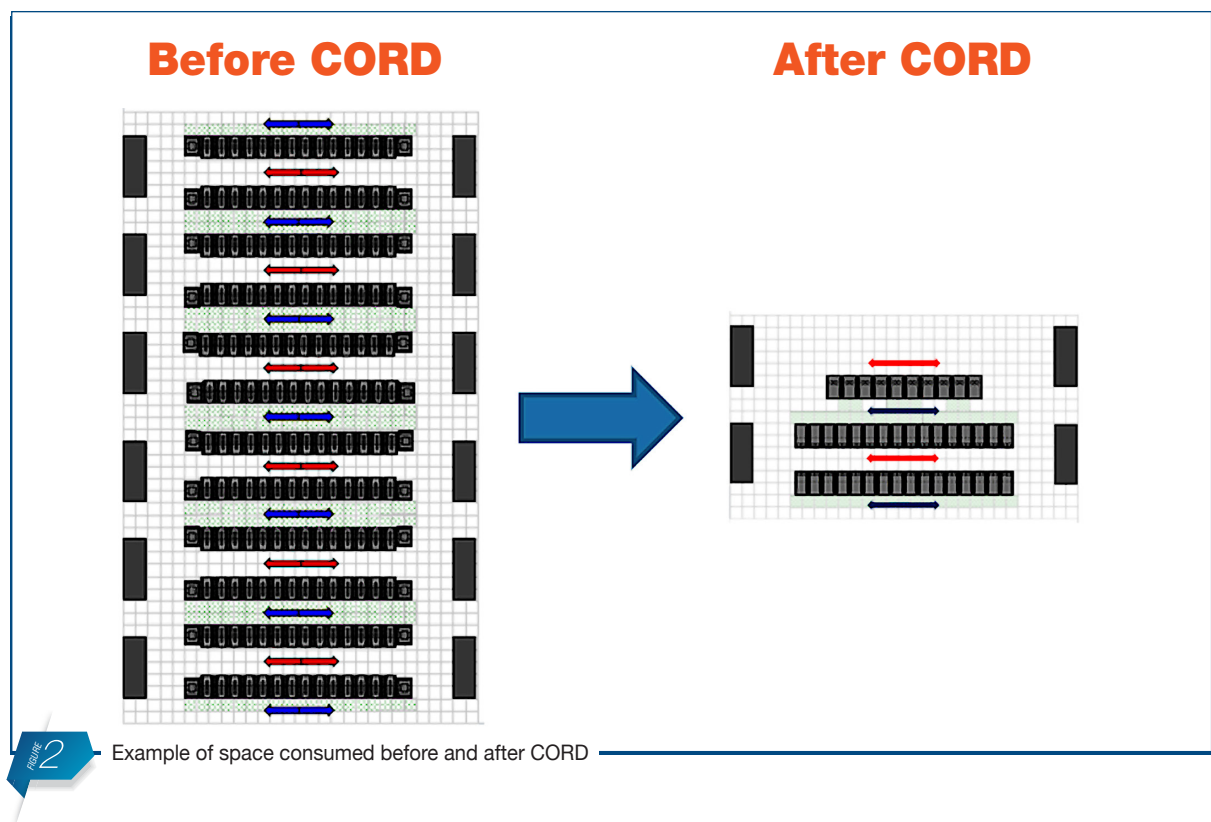 Before CORD
After CORD
FIGURE 2
Example of space consumed before and after CORD